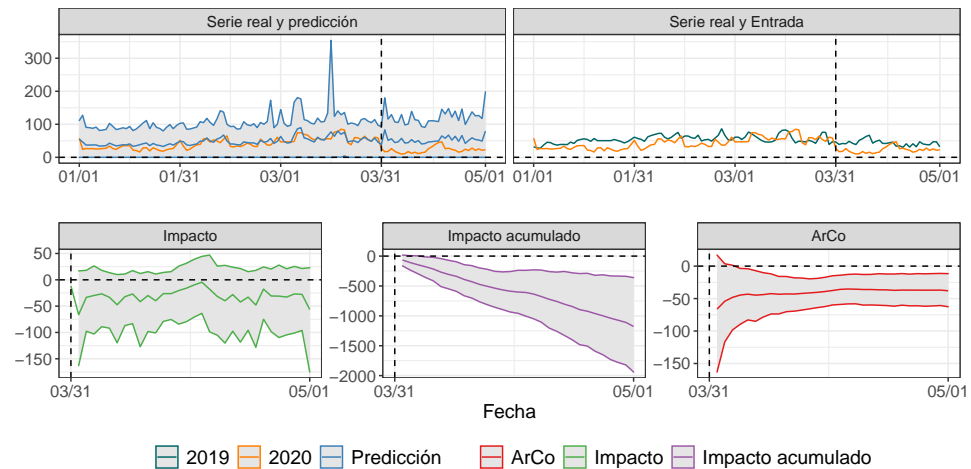 Serie real y predicción
Serie real y Entrada
300
200
100
0
01/01 01/31 03/01 03/31 05/01
01/01 01/31 03/01 03/31 05/01
Impacto
Impacto acumulado
ArCo
50
0
−50
−100
−150
03/31 05/01
0
−500
−1000
−1500
−2000
03/31 05/01
0
−50
−100
−150
03/31 05/01
Fecha
2019 2020 Predicción ArCo Impacto Impacto acumulado